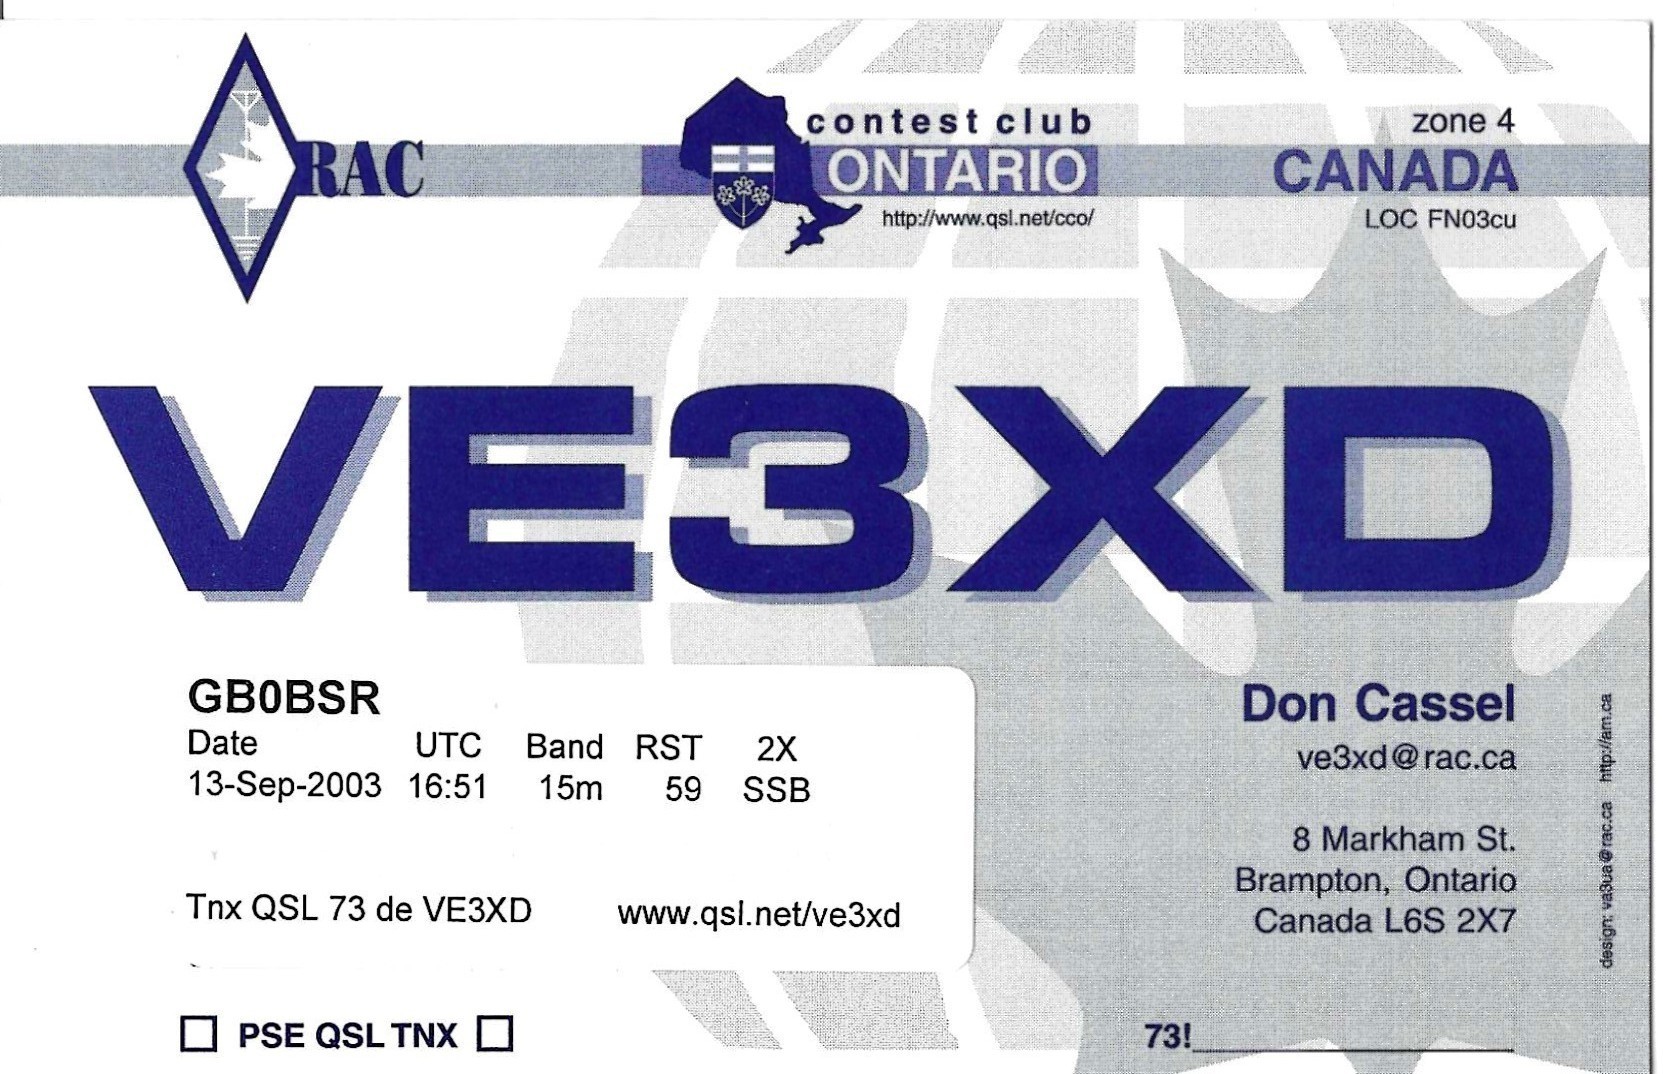 RAC
contest club
ONTARIO
http://www.qsl.net/cco/
zone 4
CANADA
LOC FN03cu
VE3XD
GB0BSR
Date UTC Band RST 2X
13-Sep-2003 16:51 15m 59 SSB
Tnx QSL 73 de VE3XD www.qsl.net/ve3xd
PSE QSL TNX
Don Cassel
ve3xd@rac.ca
8 Markham St.
Brampton, Ontario
Canada L6S 2X7
73!
design: va3ua@rac.ca http://am.ca